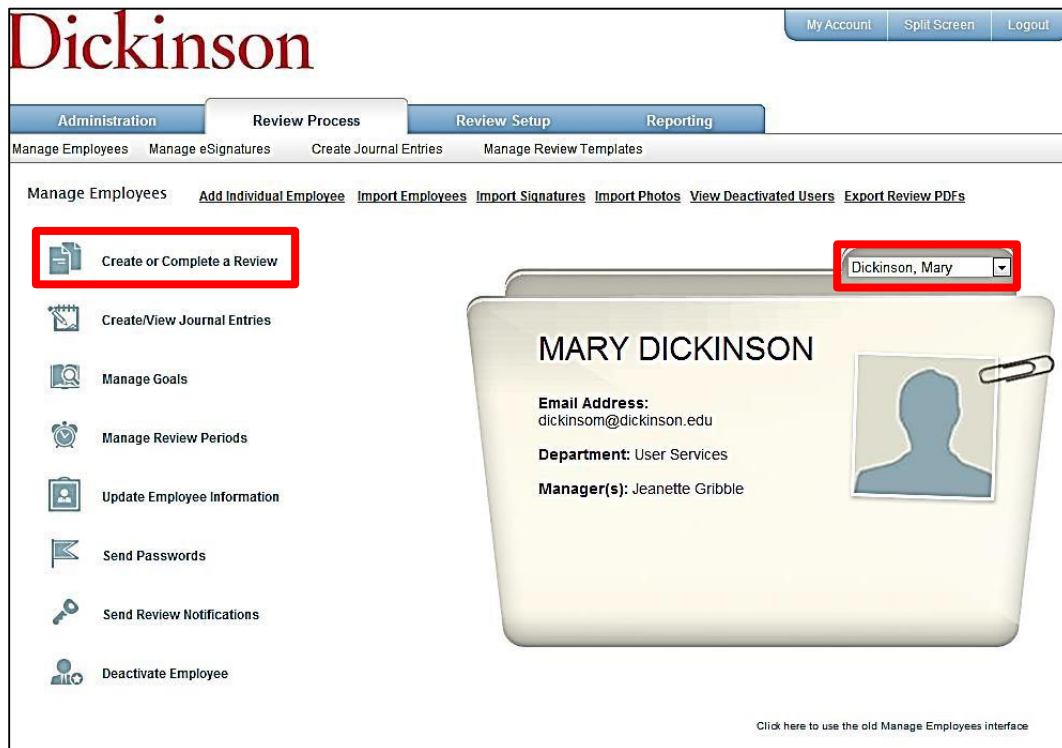 Dickinson
My Account Split Screen Logout
Administration Review Process Review Setup Reporting
Manage Employees Manage eSignatures Create Journal Entries Manage Review Templates
Manage Employees Add Individual Employee Import Employees Import Signatures Import Photos View Deactivated Users Export Review PDFs
Create or Complete a Review
Dickinson, Mary
Create/View Journal Entries
MARY DICKINSON
Manage Goals
Email Address:
dickinsom@dickinson.edu
Manage Review Periods
Department: User Services
Manager(s): Jeanette Gribble
Update Employee Information
Send Passwords
Send Review Notifications
Deactivate Employee
Click here to use the old Manage Employees interface